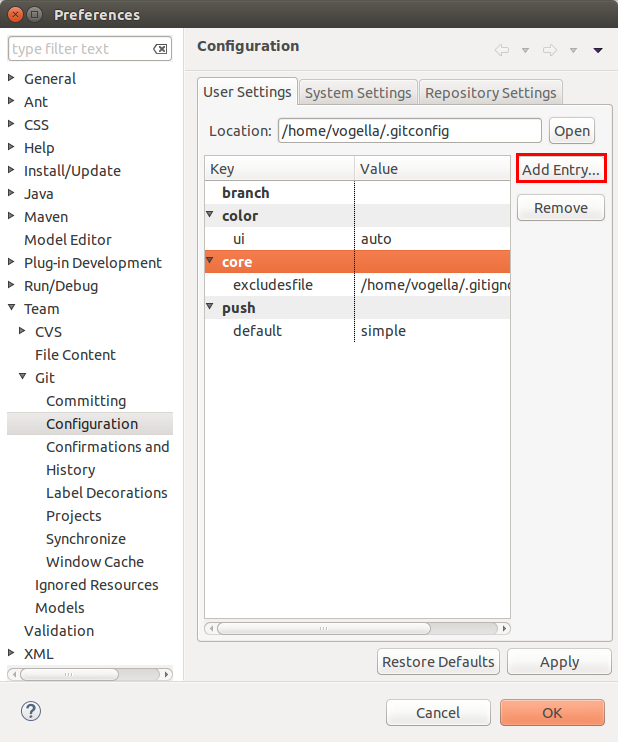 Preferences
type filter text
General
Ant
CSS
Help
Install/Update
Java
Maven
Model Editor
Plug-in Development
Run/Debug
Team
CVS
File Content
Git
Committing
Configuration
Confirmations and
History
Label Decorations
Projects
Synchronize
Window Cache
Ignored Resources
Models
Validation
XML
Configuration
User Settings System Settings Repository Settings
Location: /home/vogella/.gitconfig Open
Key Value
Add Entry...
Remove
branch
color
ui auto
core
excludesfile /home/vogella/.gitigno
push
default simple
Restore Defaults Apply
? Cancel OK